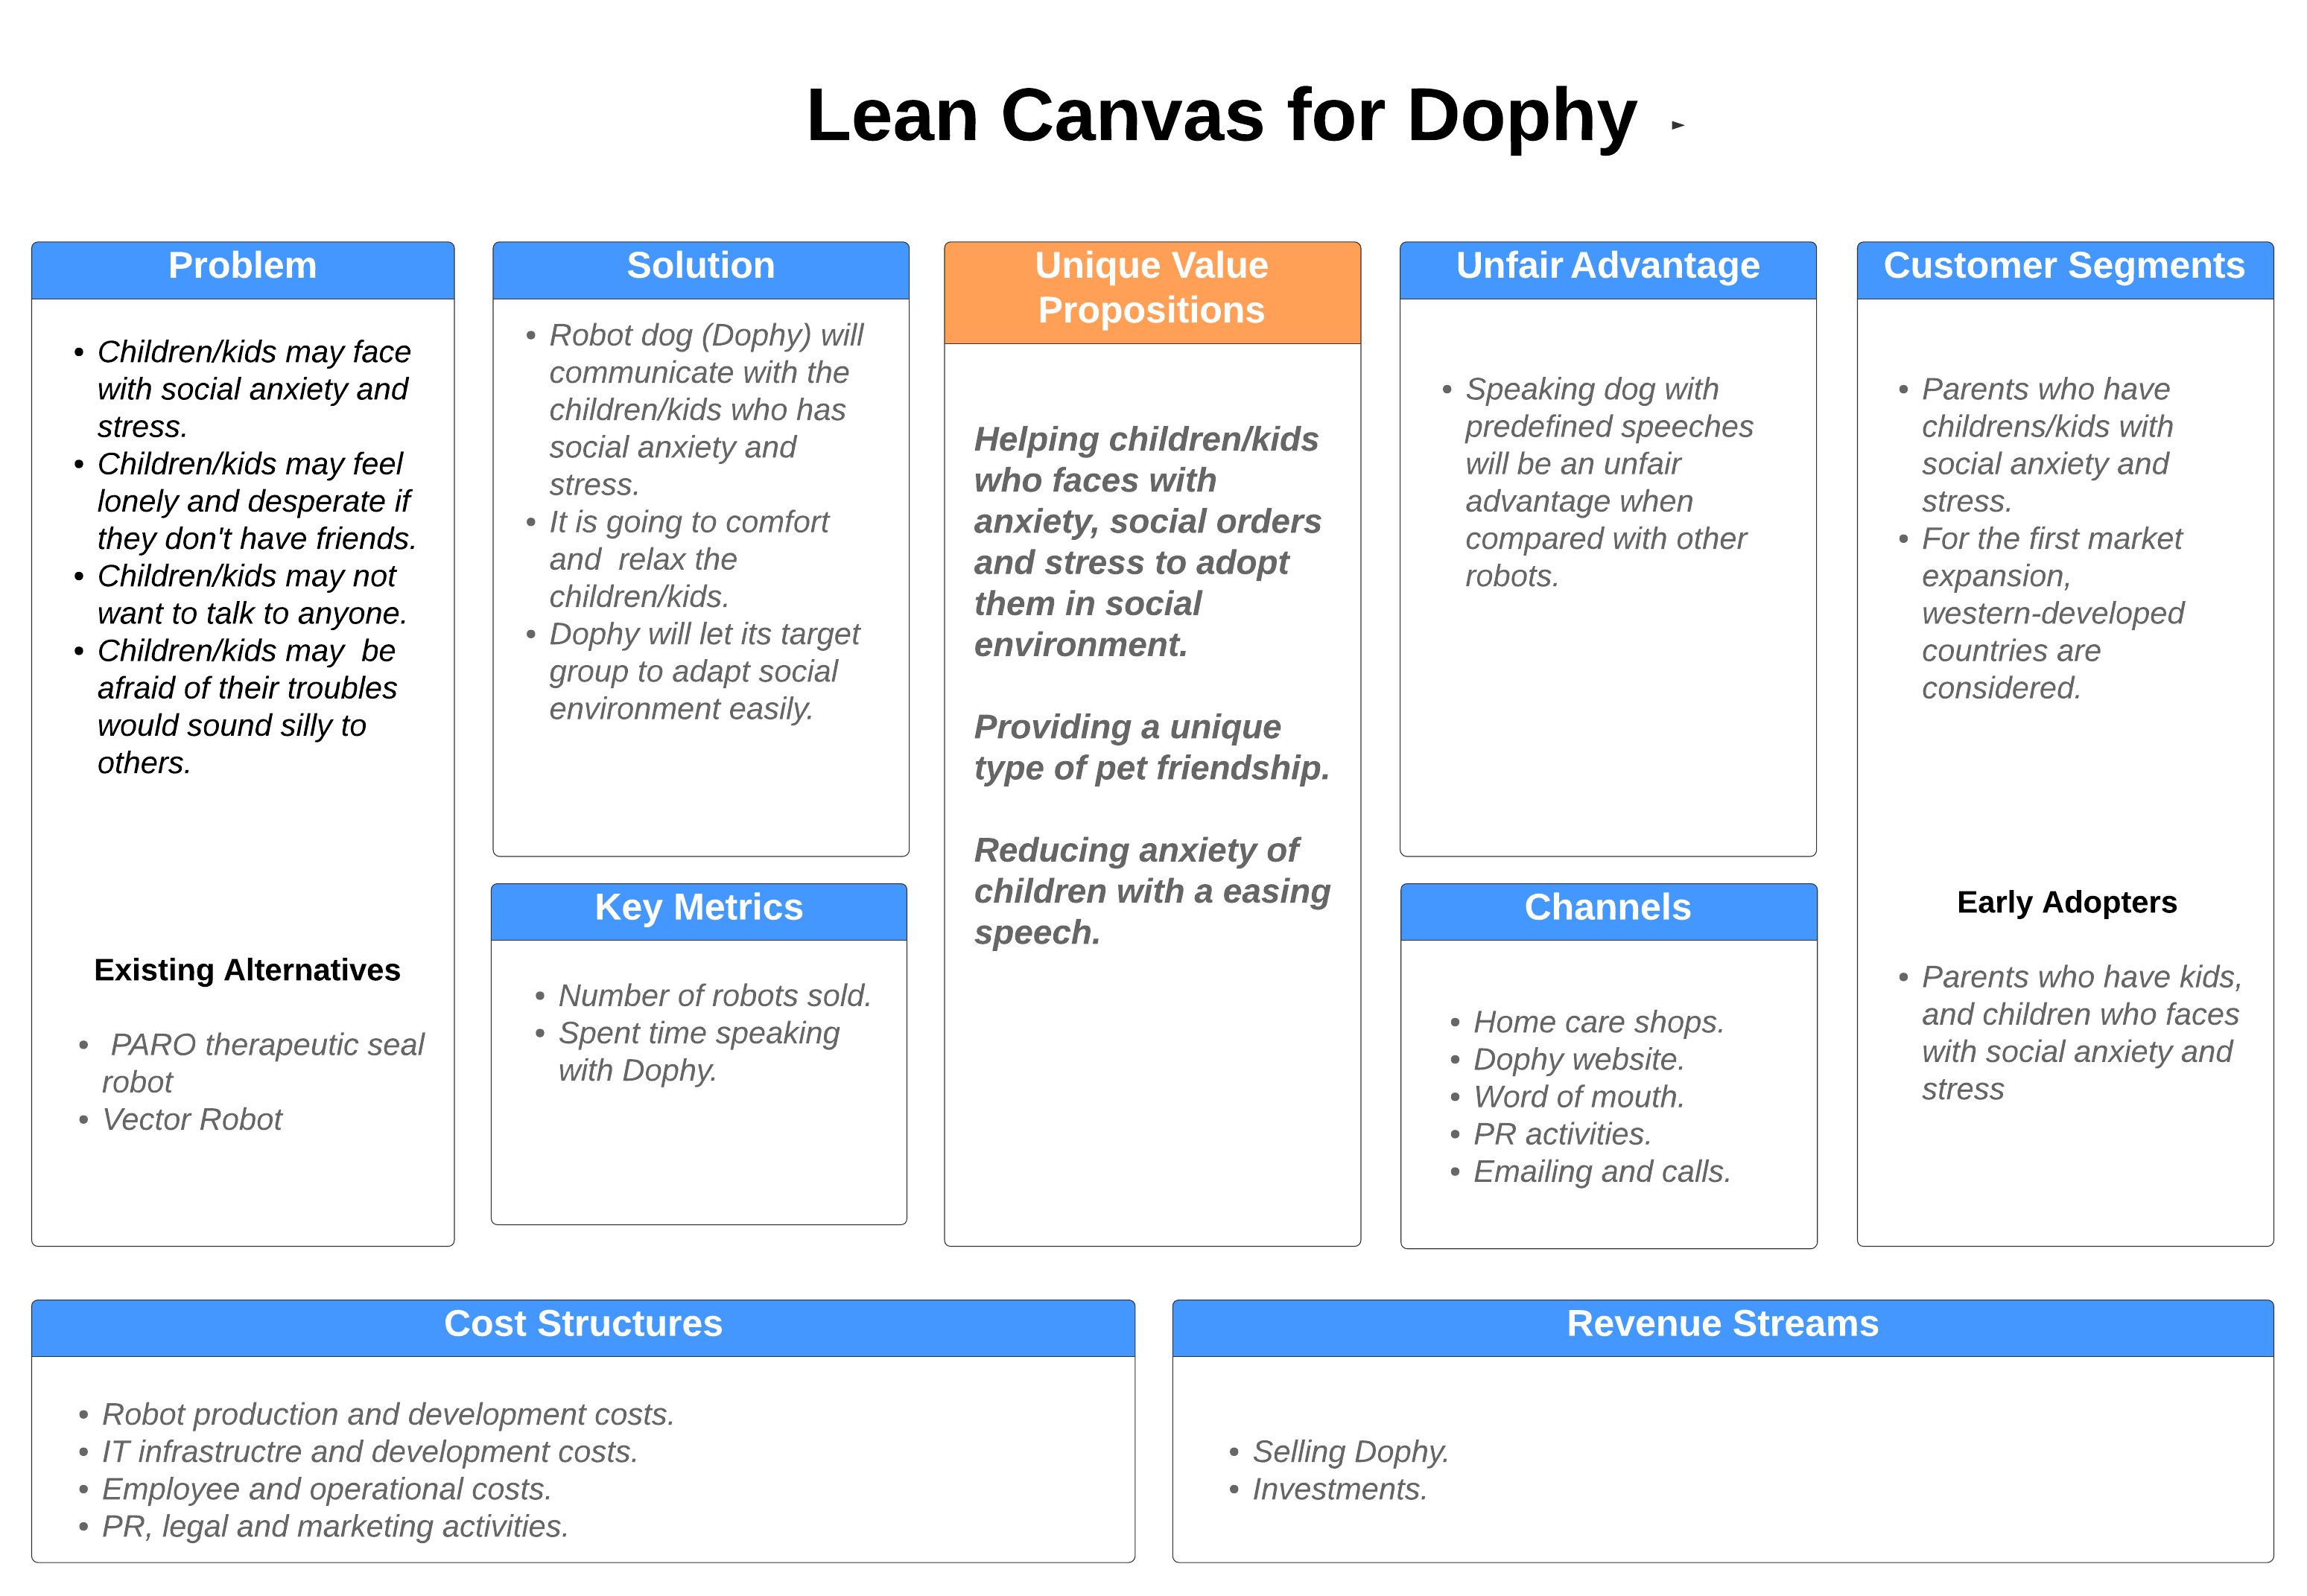 Lean Canvas for Dophy
Problem
• Children/kids may face
with social anxiety and
stress.
• Children/kids may feel
lonely and desperate if
they don't have friends.
• Children/kids may not
want to talk to anyone.
• Children/kids may  be
afraid of their troubles
would sound silly to
others.
Existing Alternatives
• PARO therapeutic seal
robot
• Vector Robot
Solution
• Robot dog (Dophy) will
communicate with the
children/kids who has
social anxiety and
stress.
• It is going to comfort
and  relax the
children/kids.
• Dophy will let its target
group to adapt social
environment easily.
Key Metrics
• Number of robots sold.
• Spent time speaking
with Dophy.
Unique Value
Propositions
Helping children/kids
who faces with
anxiety, social orders
and stress to adopt
them in social
environment.
Providing a unique
type of pet friendship.
Reducing anxiety of
children with a easing
speech.
Unfair Advantage
• Speaking dog with
predefined speeches
will be an unfair
advantage when
compared with other
robots.
Channels
• Home care shops.
• Dophy website.
• Word of mouth.
• PR activities.
• Emailing and calls.
Customer Segments
• Parents who have
childrens/kids with
social anxiety and
stress.
• For the first market
expansion,
western-developed
countries are
considered.
Early Adopters
• Parents who have kids,
and children who faces
with social anxiety and
stress
Cost Structures
• Robot production and development costs.
• IT infrastructre and development costs.
• Employee and operational costs.
• PR, legal and marketing activities.
Revenue Streams
• Selling Dophy.
• Investments.